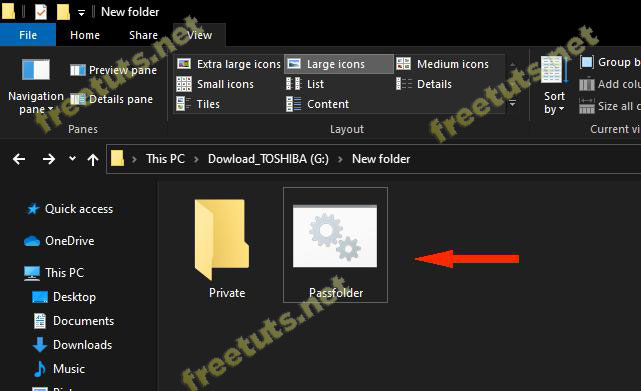 New folder
File Home Share View
Navigation pane
Preview pane
Details pane
Panes
Extra large icons Large icons Medium icons
Small icons List Details
Tiles Content
Layout
Sort by
Group b
Add colu
Size all c
Current vi
This PC > Dowload_TOSHIBA (G:) > New folder
Quick access
OneDrive
This PC
Desktop
Documents
Downloads
Music
Private
Passfolder
freetuts.net
freetuts.net
freetuts.net